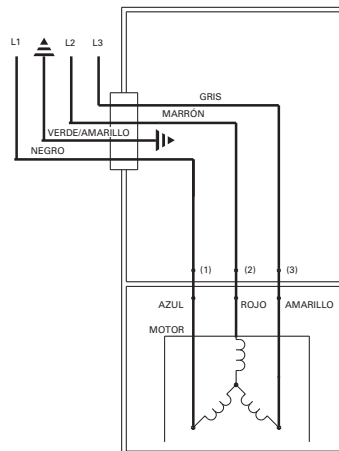 L1 L2 L3
GRIS
MARRÓN
VERDE/AMARILLO
NEGRO
(1) (2) (3)
AZUL ROJO AMARILLO
MOTOR